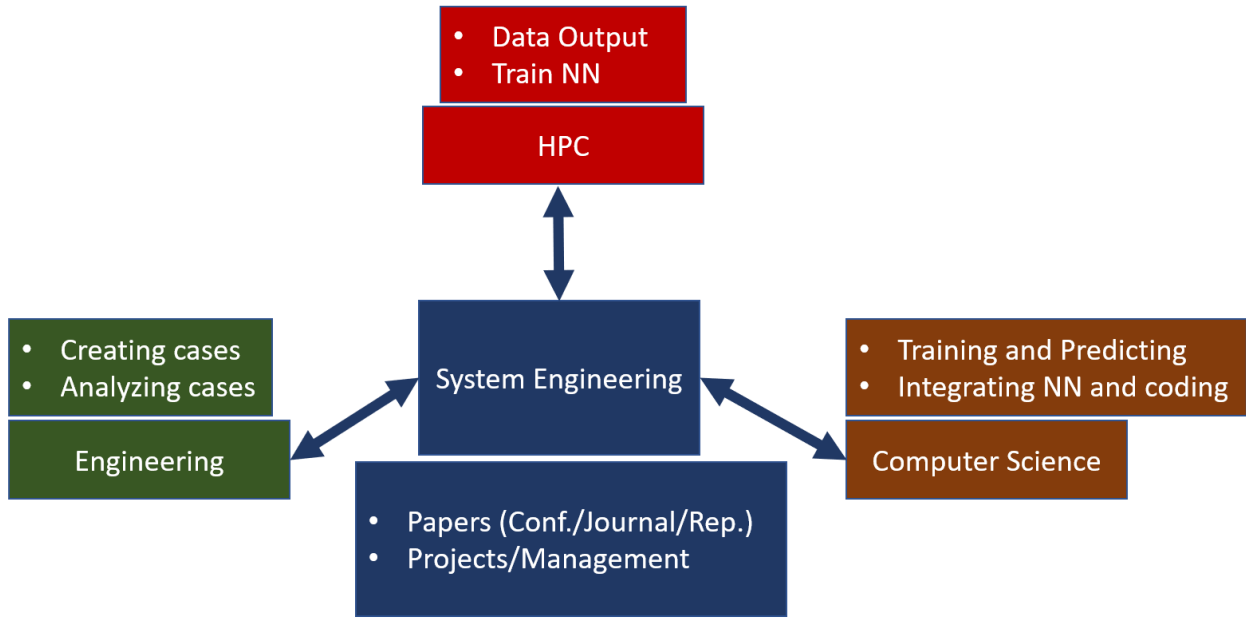 • Data Output
• Train NN
HPC
• Creating cases
• Analyzing cases
Engineering
System Engineering
• Papers (Conf./Journal/Rep.)
• Projects/Management
• Training and Predicting
• Integrating NN and coding
Computer Science